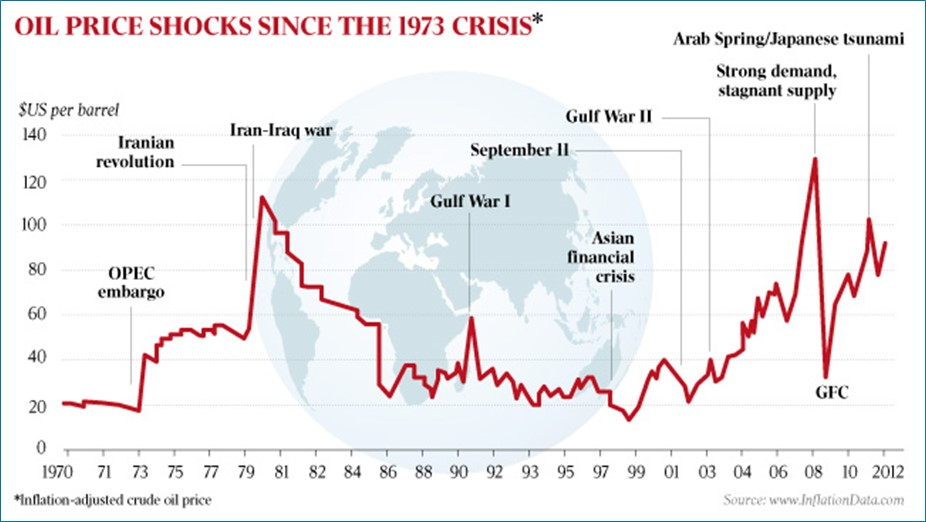 OIL PRICE SHOCKS SINCE THE 1973 CRISIS*
$US per barrel
Arab Spring/Japanese tsunami
Strong demand,
stagnant supply
Gulf War II
September 11
Iranian
revolution
Iran-Iraq war
Gulf War I
Asian
financial
crisis
OPEC
embargo
GFC
140
120
100
80
60
40
20
0
1970 71 73 75 77 79 81 82 84 86 88 90 92 93 95 97 99 01 03 04 06 08 10 2012
*Inflation-adjusted crude oil price
Source: www.InflationData.com